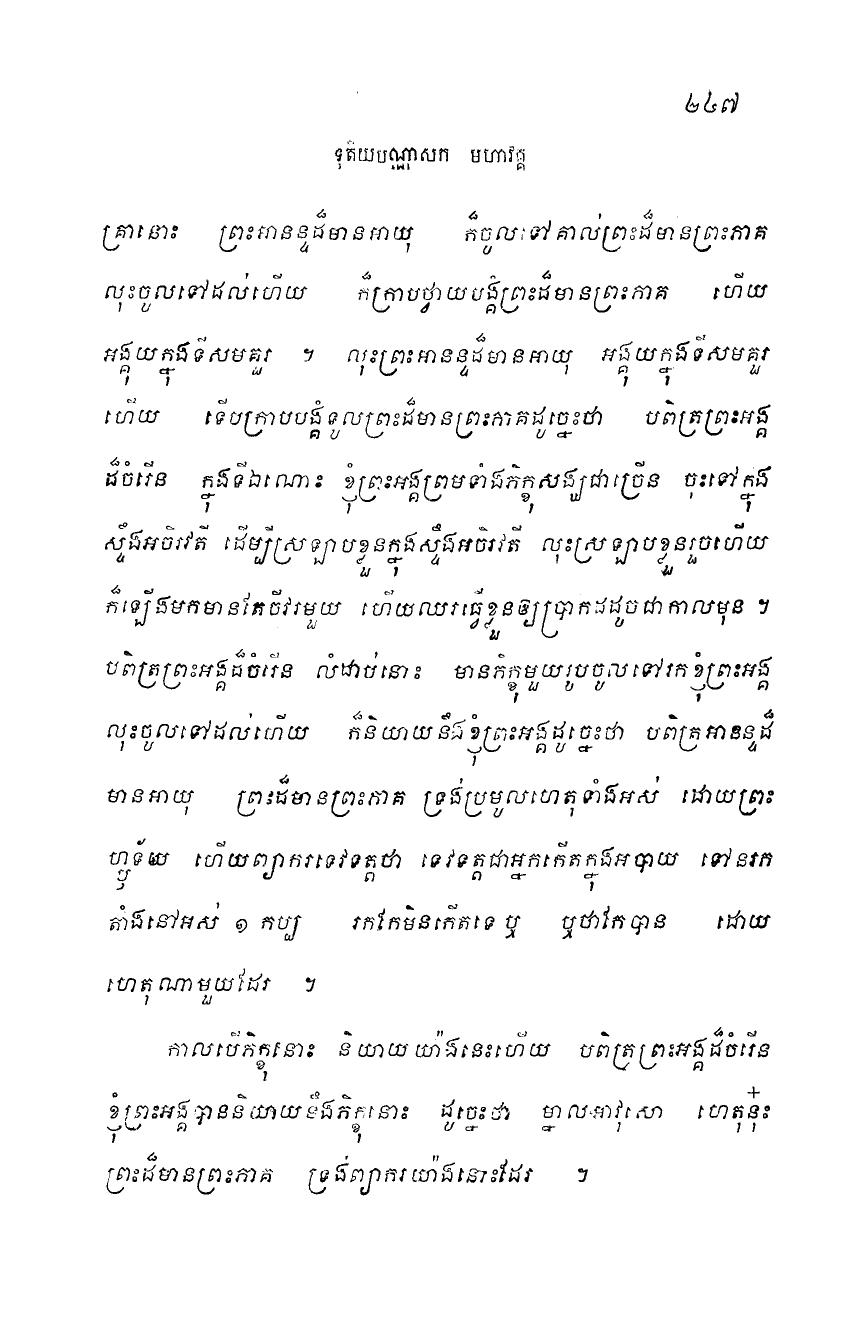 ២៤៧
ទុតិយបណ្ណាសក មហាវគ្គ
គ្រានោះ ព្រះអានន្ទដ៏មានអាយុ ក៏ចូលទៅគាល់ព្រះដ៏មានព្រះភាគ
លុះចូលទៅដល់ហើយ ក៏ក្រាបថ្វាយបង្គំព្រះដ៏មានព្រះភាគ ហើយ
អង្គុយក្នុងទីសមគួរ ។ លុះព្រះអានន្ទដ៏មានអាយុ អង្គុយក្នុងទីសមគួរ
ហើយ ទើបក្រាបបង្គំទូលព្រះដ៏មានព្រះភាគដូច្នេះថា បពិត្រព្រះអង្គ
ដ៏ចំរើន ក្នុងទីឯណោះ ខ្ញុំព្រះអង្គព្រមទាំងភិក្ខុសង្ឃជាច្រើន ចុះទៅក្នុង
ស្ទឹងអចិរវតី ដើម្បីស្រឡាបខ្លួនក្នុងស្ទឹងអចិរវតី លុះស្រឡាបខ្លួនរួចហើយ
ក៏ឡើងមកមានតែចីវរមួយ ហើយឈរធ្វើខ្លួនឲ្យប្រាកដដូចជាកាលមុន ។
បពិត្រព្រះអង្គដ៏ចំរើន លំដាប់នោះ មានភិក្ខុមួយរូបចូលទៅរកខ្ញុំព្រះអង្គ
លុះចូលទៅដល់ហើយ ក៏និយាយនឹងខ្ញុំព្រះអង្គដូច្នេះថា បពិត្រអានន្ទដ៏
មានអាយុ ព្រះដ៏មានព្រះភាគ ទ្រង់ប្រមូលហេតុទាំងអស់ ដោយព្រះ
ហ្ឫទ័យ ហើយព្យាករទេវទត្តថា ទេវទត្តជាអ្នកកើតក្នុងអបាយ ទៅនរក
តាំងនៅអស់ ១ កប្ប រកកែមិនកើតទេ ឬ ឬថាកែបាន ដោយ
ហេតុណាមួយដែរ ។
កាលបើភិក្ខុនោះ និយាយយ៉ាងនេះហើយ បពិត្រព្រះអង្គដ៏ចំរើន
ខ្ញុំព្រះអង្គបាននិយាយនឹងភិក្ខុនោះ ដូច្នេះថា ម្នាលអាវុសោ ហេតុនុ៎ះ
ព្រះដ៏មានព្រះភាគ ទ្រង់ព្យាករយ៉ាងនោះដែរ ។